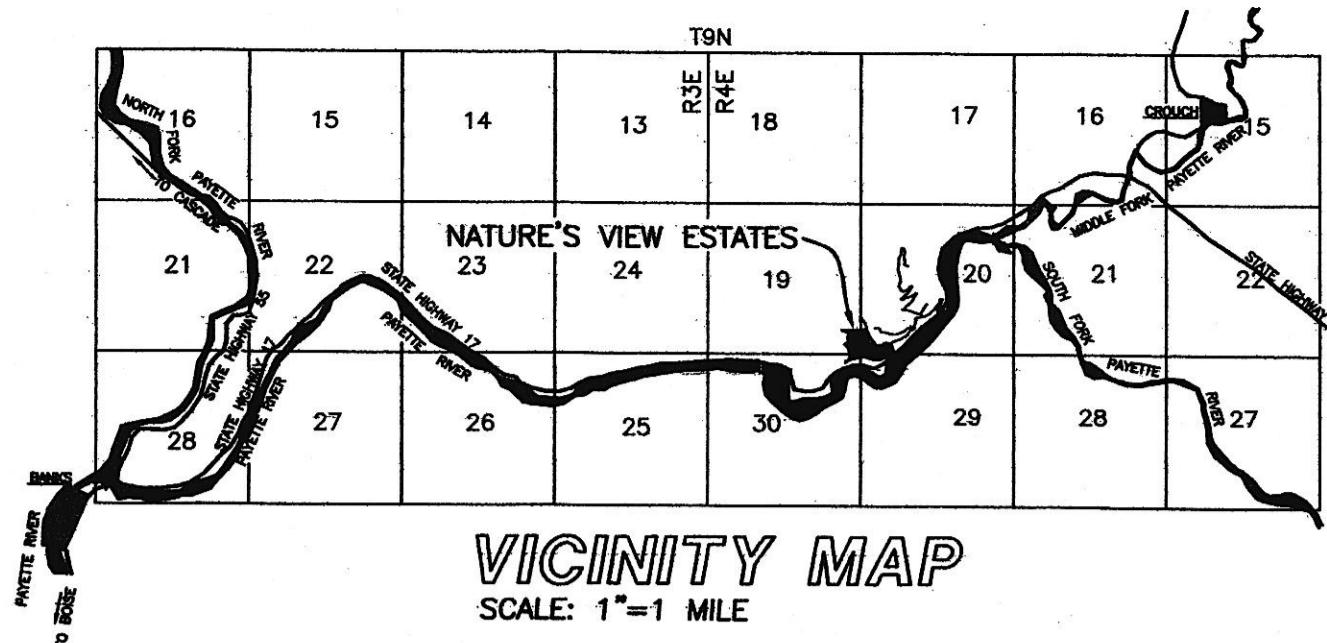 T9N
R3E
R4E
NORTH
FORK
16
15
14
13
18
17
16
CROUCH
15
PAYETTE
RIVER
TO CASCADE
PAYETTE RIVER
MIDDLE FORK
NATURE'S VIEW ESTATES
21
22
23
24
19
20
21
22
STATE HIGHWAY 55
STATE HIGHWAY 17
PAYETTE RIVER
STATE HIGHWAY 17
PAYETTE RIVER
SOUTH
FORK
PAYETTE
RIVER
STATE HIGHWAY
28
27
26
25
30
29
28
27
BANKS
PAYETTE RIVER
BOISE
VICINITY MAP
SCALE: 1"=1 MILE